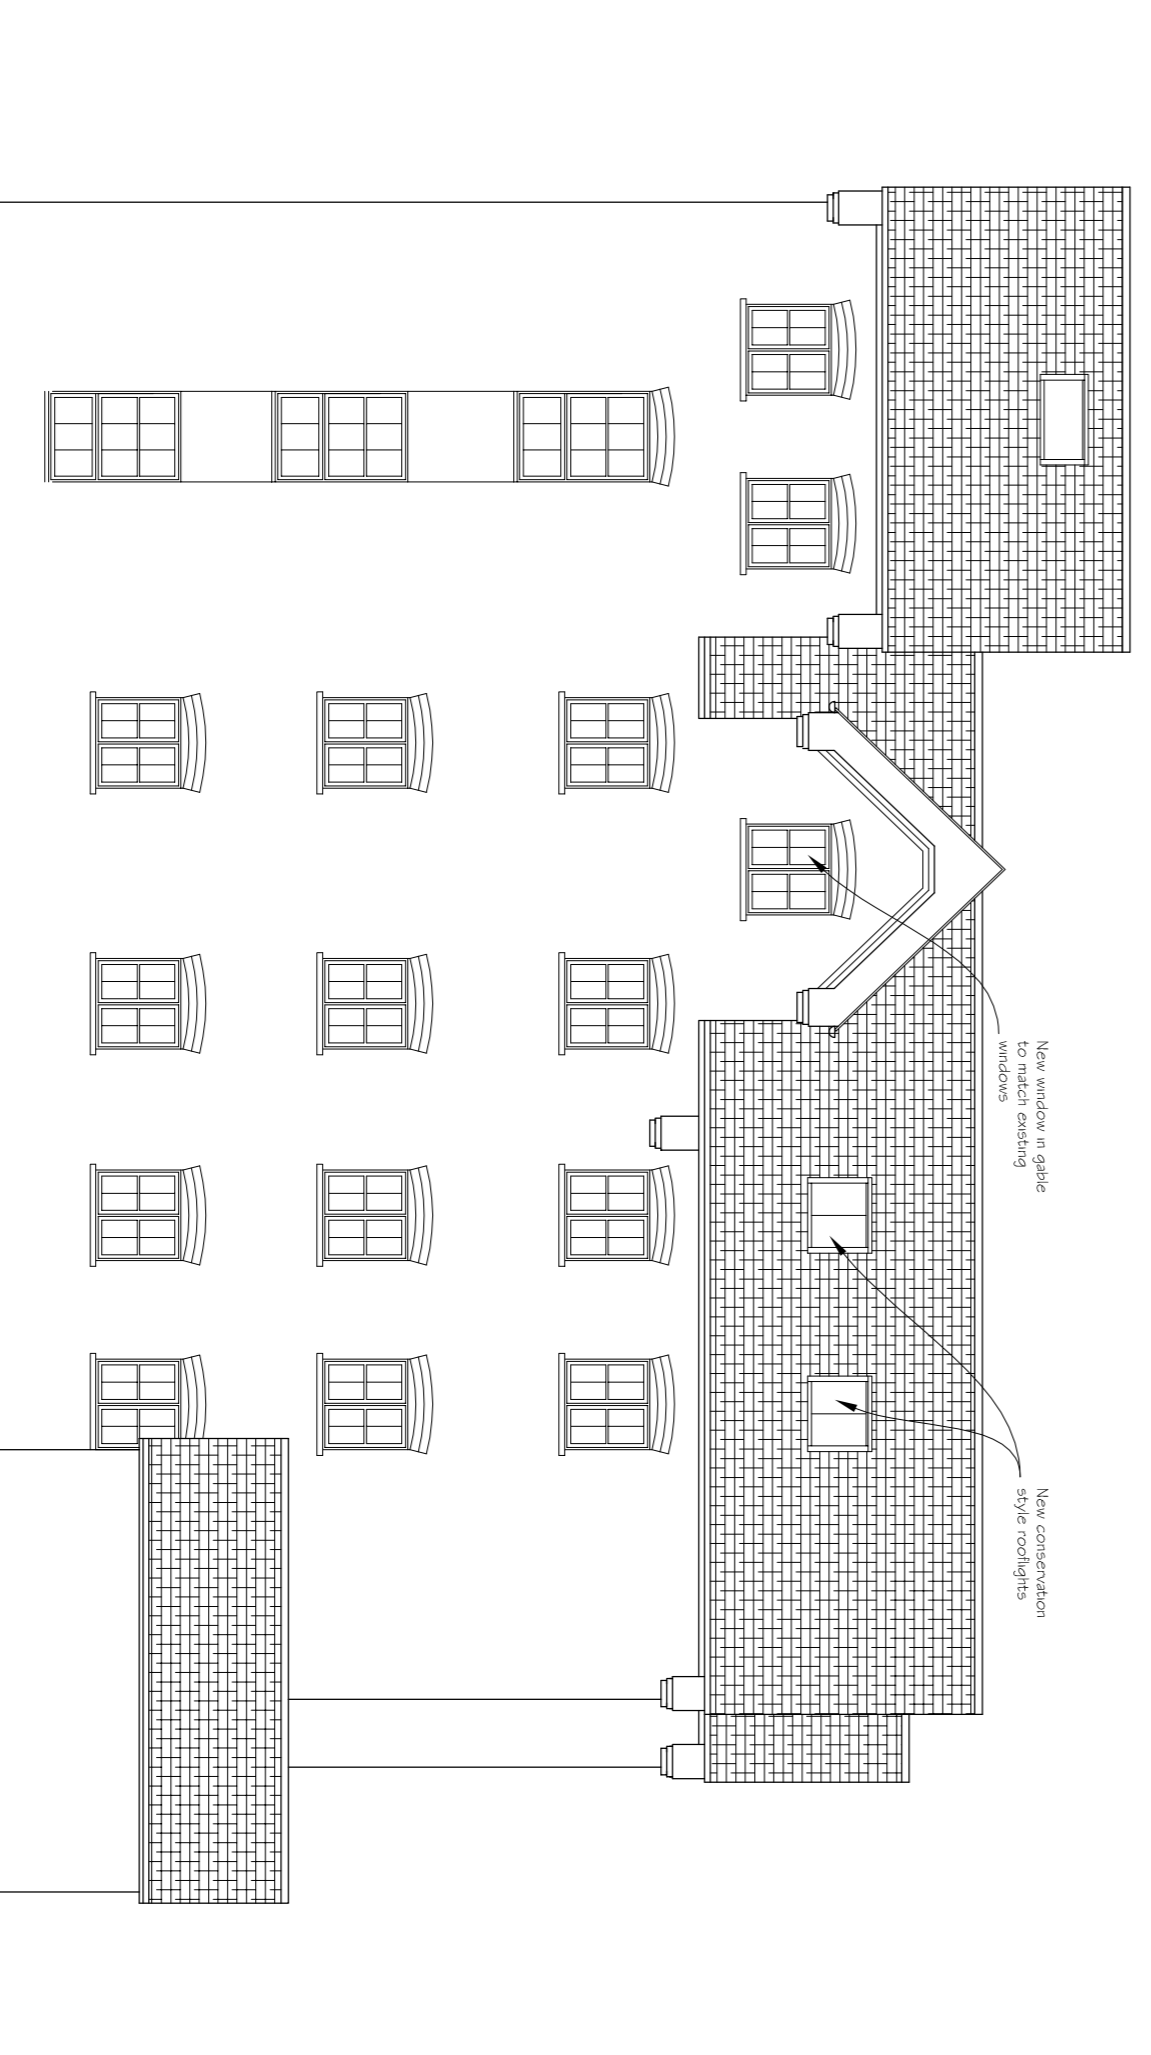 New window in gable
to match existing
windows
New conservation
style rooflights